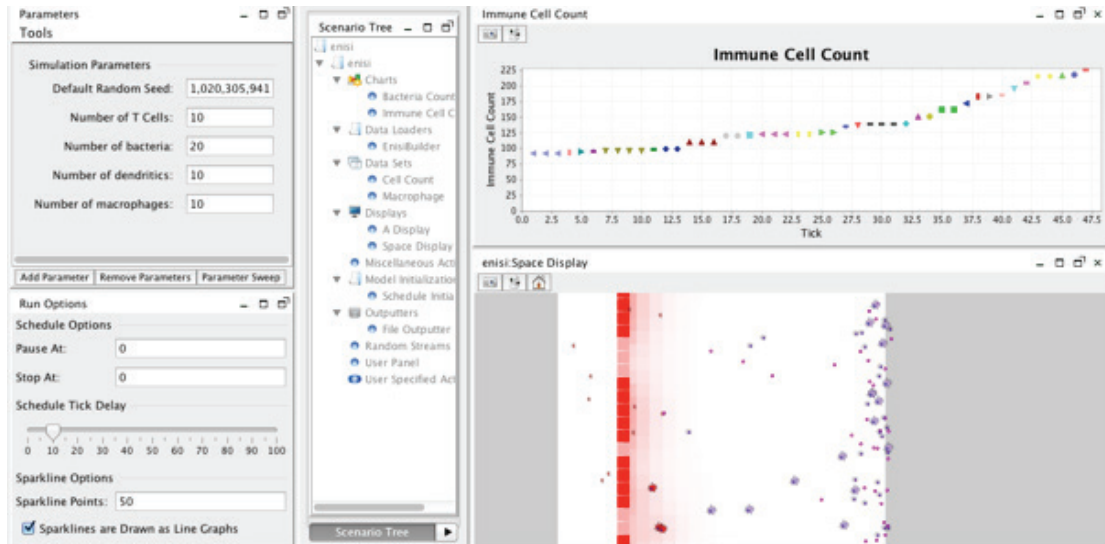 Parameters
Tools
Simulation Parameters
Default Random Seed: 1,020,305,941
Number of T Cells: 10
Number of bacteria: 20
Number of dendritics: 10
Number of macrophages: 10
Add Parameter Remove Parameters Parameter Sweep
Run Options
Schedule Options
Pause At: 0
Stop At: 0
Schedule Tick Delay
0 10 20 30 40 50 60 70 80 90 100
Sparkline Options
Sparkline Points: 50
Sparklines are Drawn as Line Graphs
Scenario Tree
enisi
enisi
Charts
Bacteria Count
Immune Cell C
Data Loaders
EnisiBuilder
Data Sets
Cell Count
Macrophage
Displays
A Display
Space Display
Miscellaneous Acti
Model Initialization
Schedule Initia
Outputters
File Outputter
Random Streams
User Panel
User Specified Act
Scenario Tree
Immune Cell Count
Immune Cell Count
Immune Cell Count
225
200
175
150
125
100
75
50
25
0
0.0 2.5 5.0 7.5 10.0 12.5 15.0 17.5 20.0 22.5 25.0 27.5 30.0 32.5 35.0 37.5 40.0 42.5 45.0 47.5
Tick
enisi:Space Display